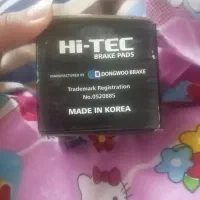 Hi-TEC
BRAKE PADS
MANUFACTURED BY DONGWOO BRAKE
Trademark Registration
No.0520885
MADE IN KOREA